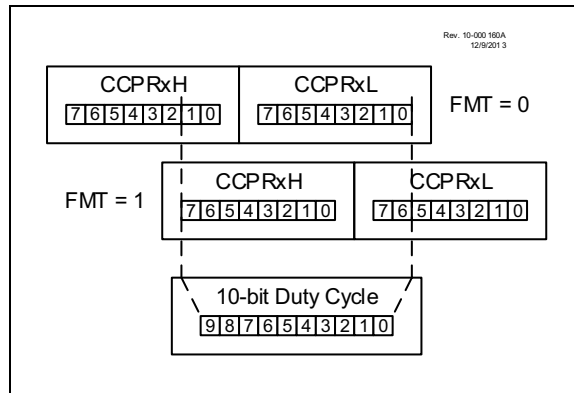 Rev. 10-000 160A
12/9/201 3
CCPRxH CCPRxL
7 6 5 4 3 2 1 0 7 6 5 4 3 2 1 0 FMT = 0
CCPRxH CCPRxL
FMT = 1 7 6 5 4 3 2 1 0 7 6 5 4 3 2 1 0
10-bit Duty Cycle
9 8 7 6 5 4 3 2 1 0